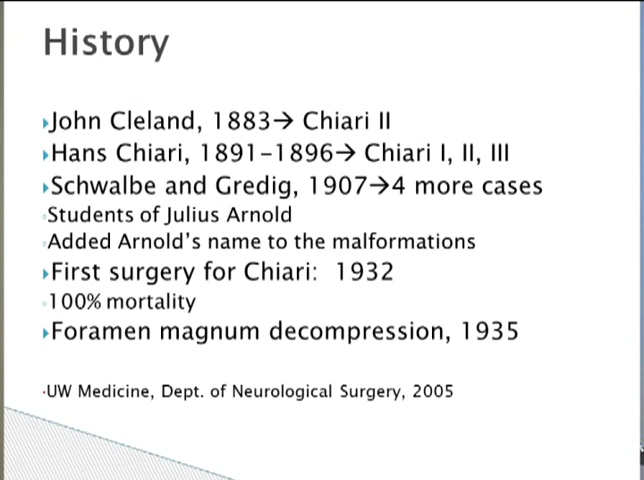 History
John Cleland, 1883→ Chiari II
Hans Chiari, 1891-1896→ Chiari I, II, III
Schwalbe and Gredig, 1907→4 more cases
Students of Julius Arnold
Added Arnold's name to the malformations
First surgery for Chiari: 1932
100% mortality
Foramen magnum decompression, 1935
UW Medicine, Dept. of Neurological Surgery, 2005